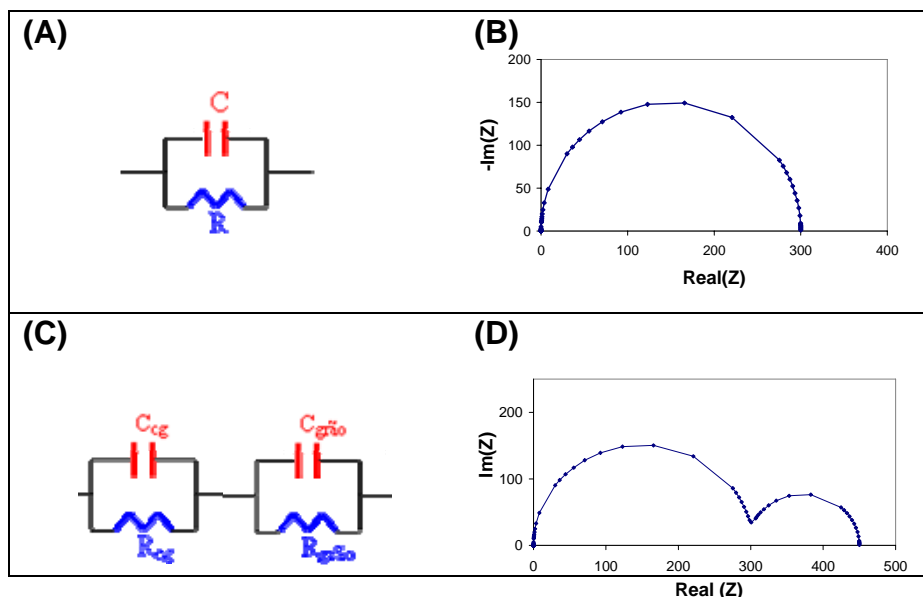 (A)
C
R
(B)
200
150
100
50
0
-Im(Z)
0 100 200 300 400
Real(Z)
(C)
Ccg
Rcg
Cgrão
Rgrão
(D)
200
100
0
Im(Z)
0 100 200 300 400 500
Real (Z)